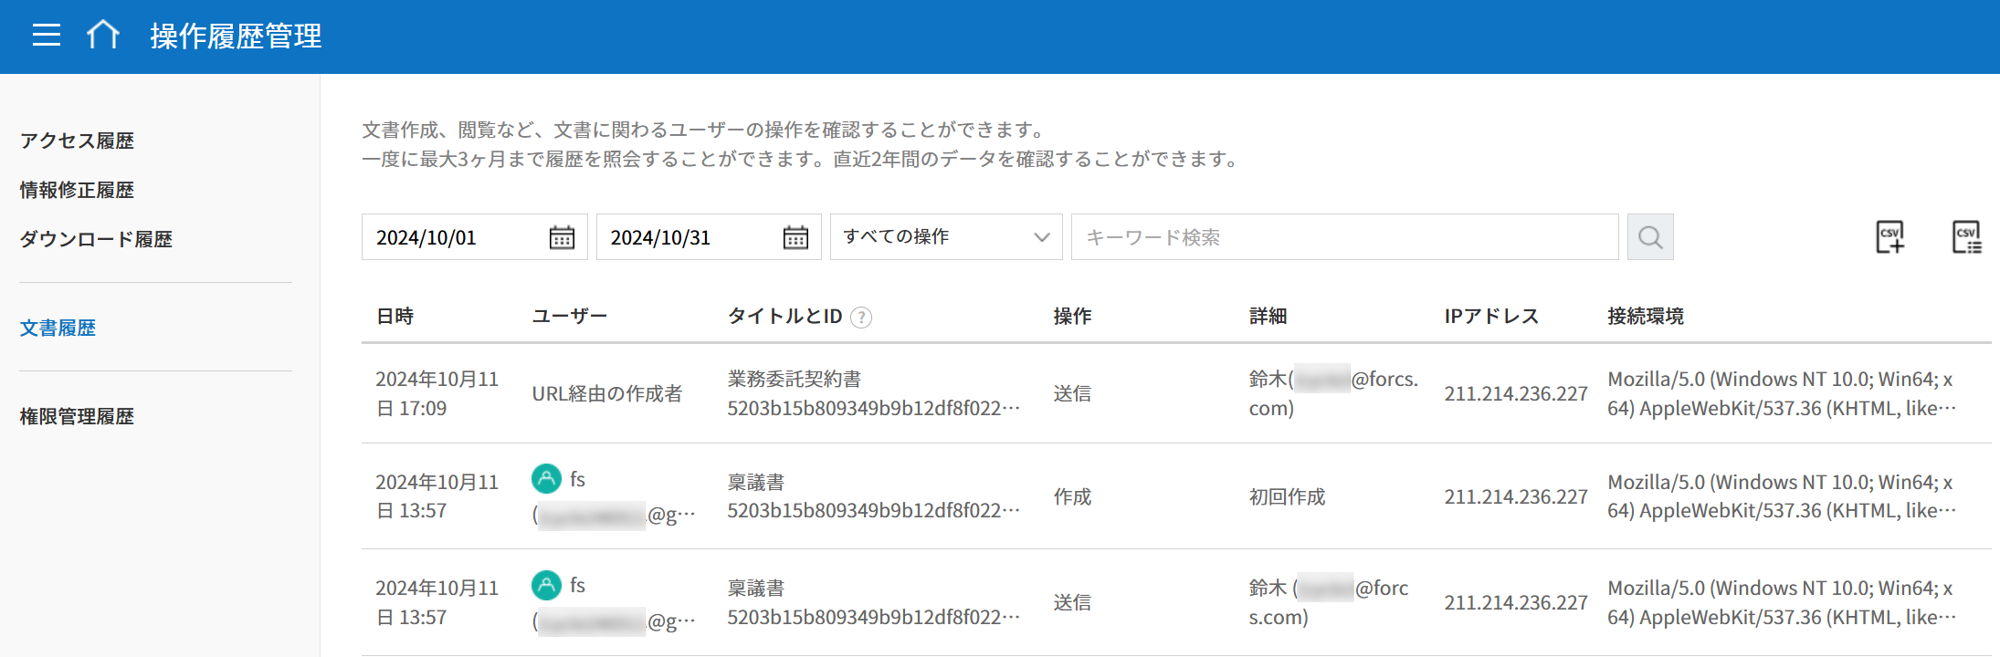 操作履歴管理
アクセス履歴
情報修正履歴
ダウンロード履歴
文書履歴
権限管理履歴
文書作成、閲覧など、文書に関わるユーザーの操作を確認することができます。
一度に最大3ヶ月まで履歴を照会することができます。直近2年間のデータを確認することができます。
2024/10/01 2024/10/31 すべての操作 キーワード検索 CSV CSV
日時 ユーザー タイトルとID ? 操作 詳細 IPアドレス 接続環境
2024年10月11
日 17:09
URL経由の作成者
業務委託契約書
5203b15b809349b9b12df8f022…
送信
鈴木( @forcs.
com)
211.214.236.227
Mozilla/5.0 (Windows NT 10.0; Win64; x
64) AppleWebKit/537.36 (KHTML, like…
2024年10月11
日 13:57
fs
( @g…
稟議書
5203b15b809349b9b12df8f022…
作成
初回作成
211.214.236.227
Mozilla/5.0 (Windows NT 10.0; Win64; x
64) AppleWebKit/537.36 (KHTML, like…
2024年10月11
日 13:57
fs
( @g…
稟議書
5203b15b809349b9b12df8f022…
送信
鈴木 ( @forc
s.com)
211.214.236.227
Mozilla/5.0 (Windows NT 10.0; Win64; x
64) AppleWebKit/537.36 (KHTML, like…